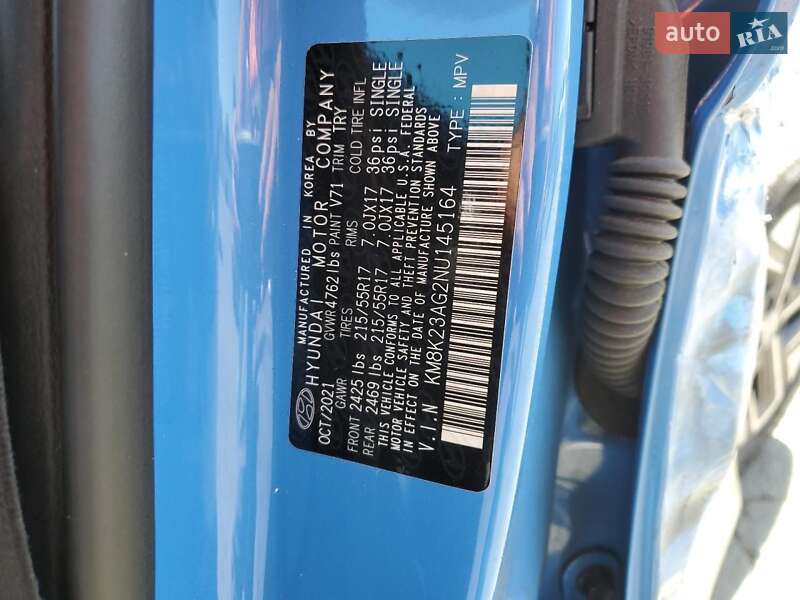 MANUFACTURED IN KOREA BY
HYUNDAI MOTOR COMPANY
OCT/2021 GVWR 4762 lbs PAINT V71 TRIM TRY
GAWR TIRES RIMS COLD TIRE INFL
FRONT 2425 lbs 215/55R17 7.0JX17 36psi SINGLE
REAR 2469 lbs 215/55R17 7.0JX17 36psi SINGLE
THIS VEHICLE CONFORMS TO ALL APPLICABLE U.S.A. FEDERAL
MOTOR VEHICLE SAFETY AND THEFT PREVENTION STANDARDS
IN EFFECT ON THE DATE OF MANUFACTURE SHOWN ABOVE
V.I.N KM8K23AG2NU145164 TYPE : MPV
auto RIA